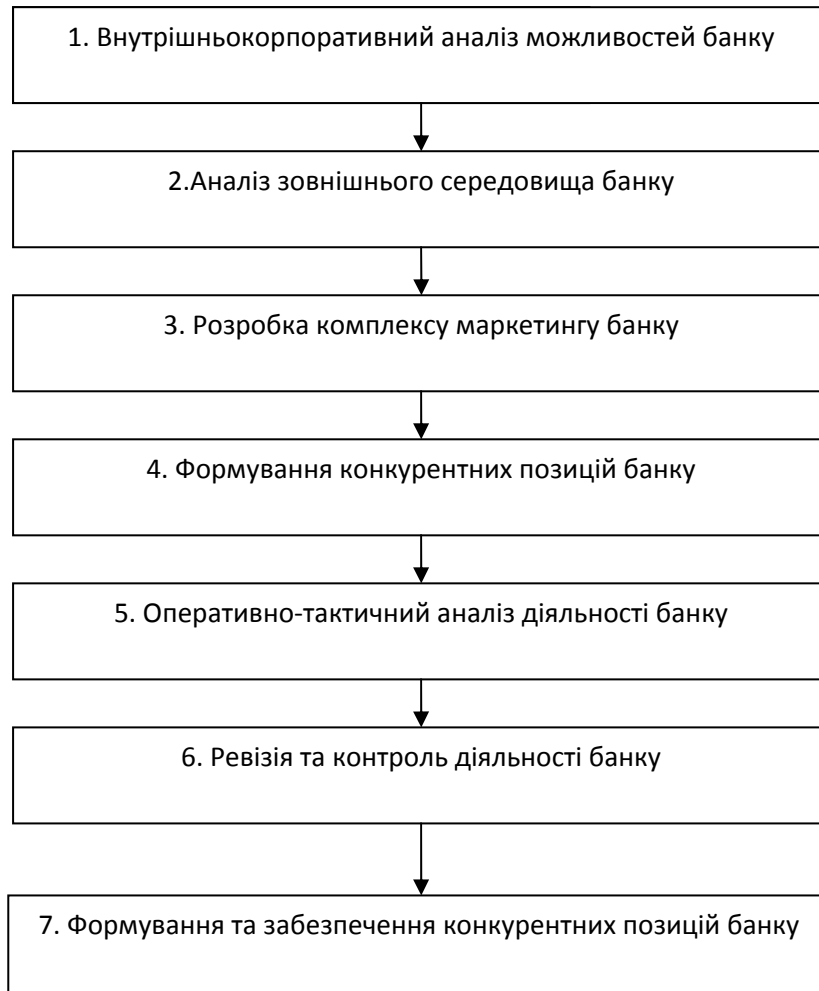 1. Внутрішньокорпоративний аналіз можливостей банку
2.Аналіз зовнішнього середовища банку
3. Розробка комплексу маркетингу банку
4. Формування конкурентних позицій банку
5. Оперативно-тактичний аналіз діяльності банку
6. Ревізія та контроль діяльності банку
7. Формування та забезпечення конкурентних позицій банку